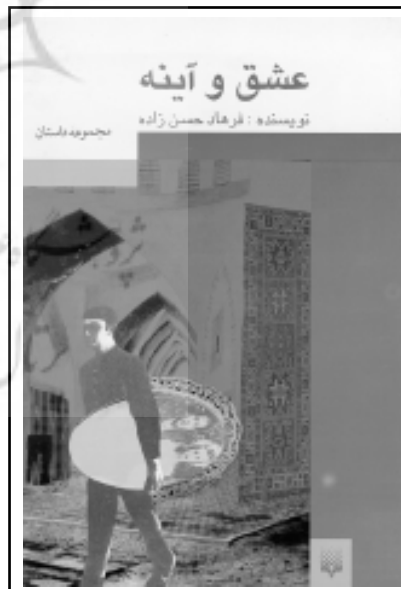 عشق و آینه
نویسنده : فرهاد حسن زاده
مجموعه داستان